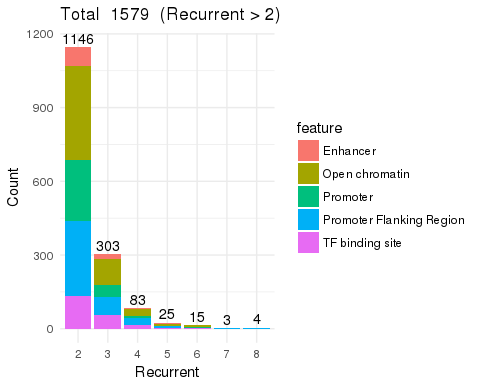 Total 1579 (Recurrent > 2)
1200
900
600
300
0
Count
1146
303
83
25
15
3
4
2
3
4
5
6
7
8
Recurrent
feature
Enhancer
Open chromatin
Promoter
Promoter Flanking Region
TF binding site